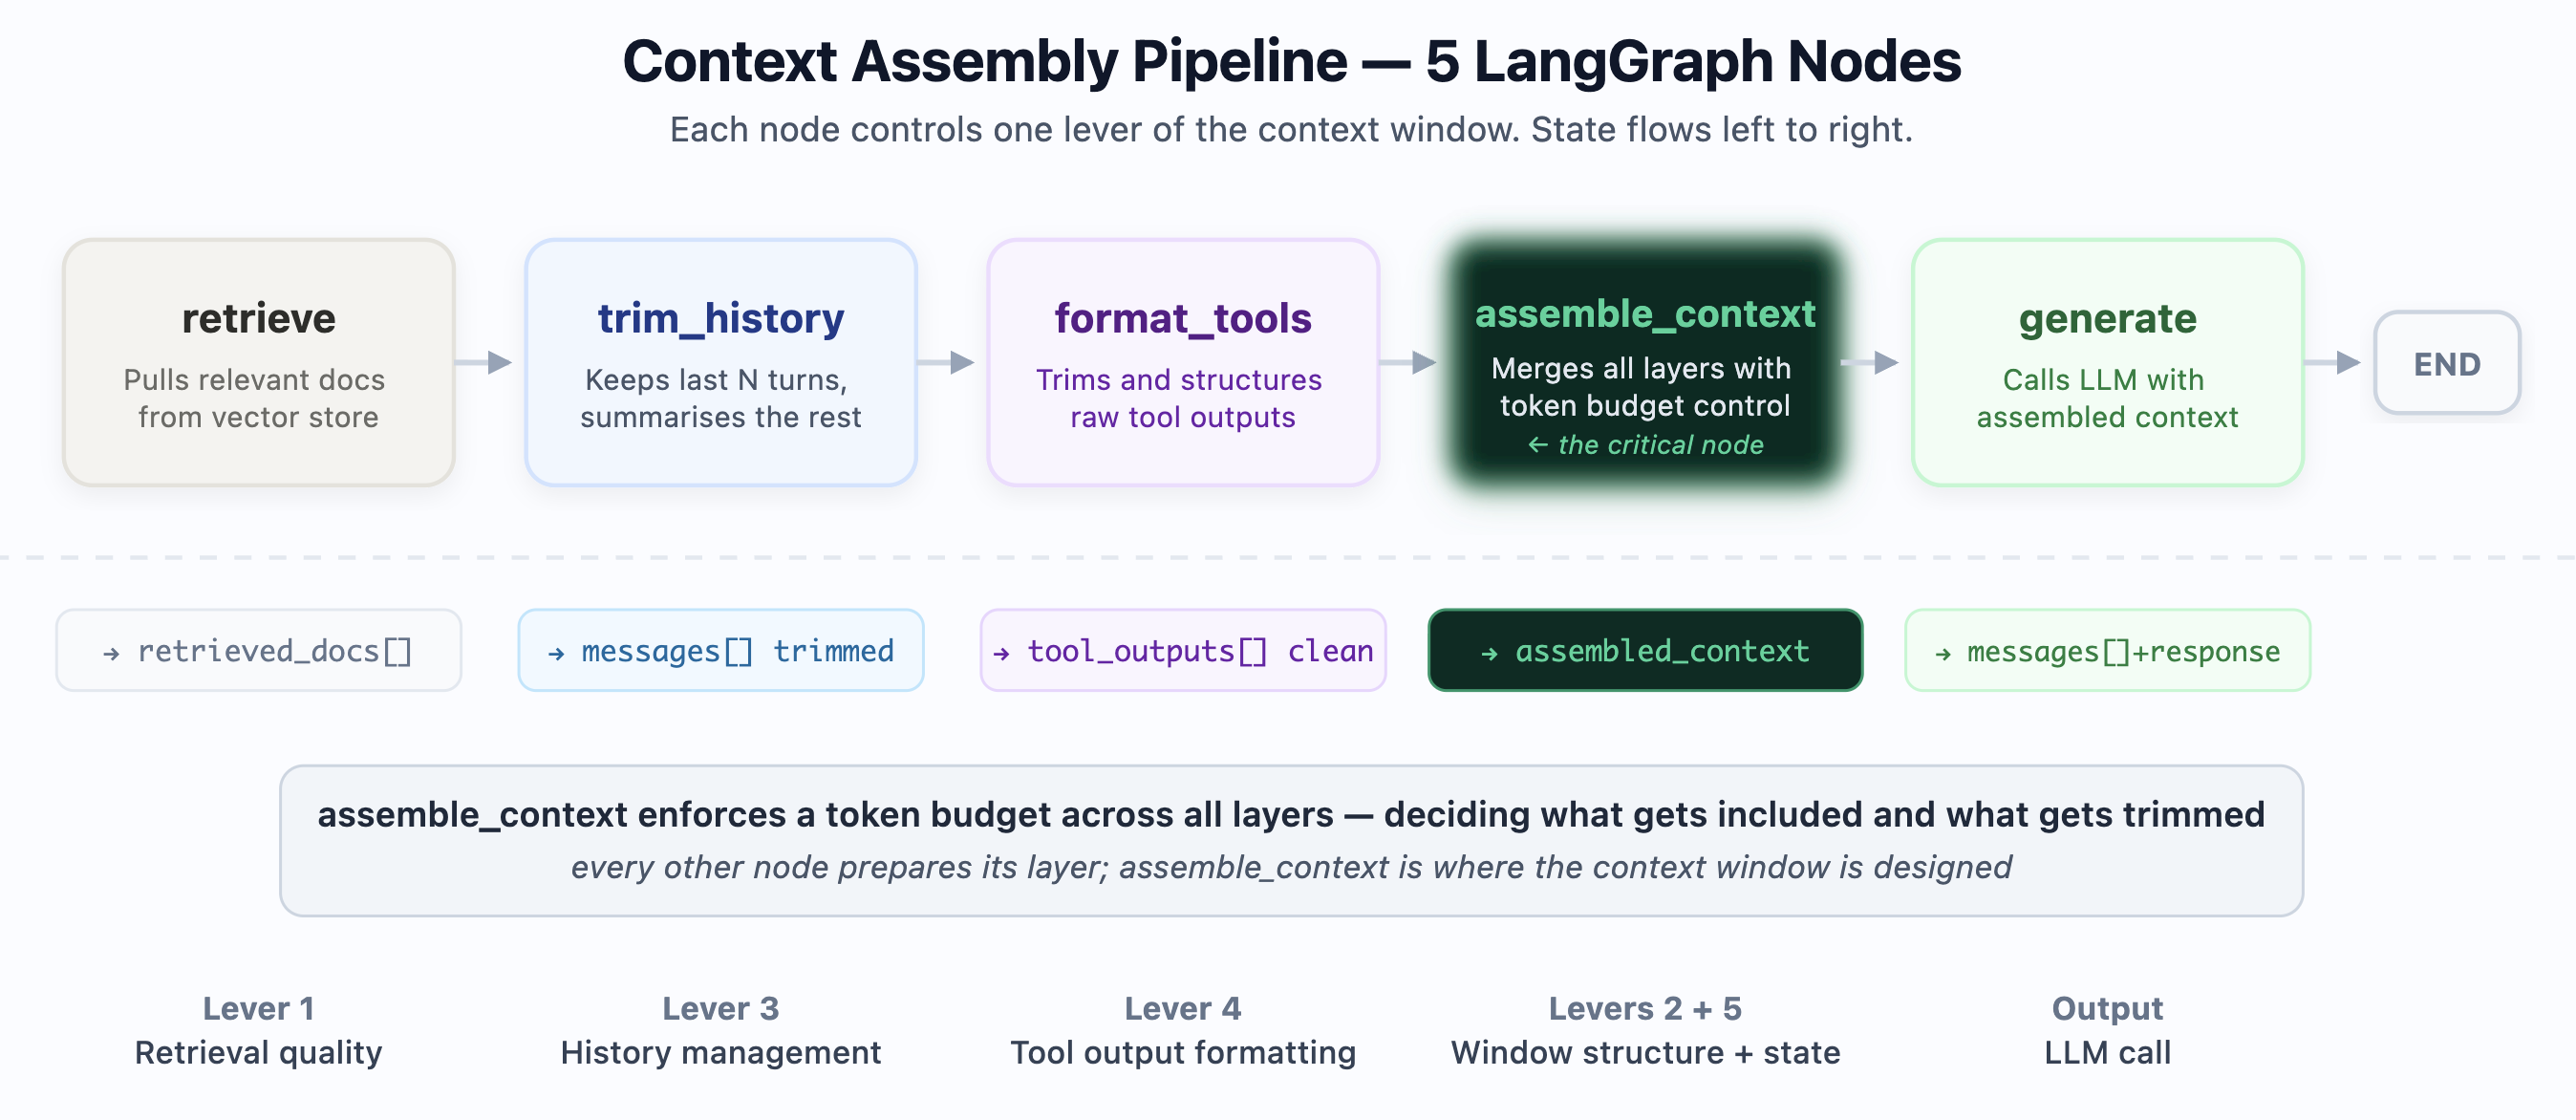 Context Assembly Pipeline — 5 LangGraph Nodes
Each node controls one lever of the context window. State flows left to right.
retrieve
Pulls relevant docs
from vector store
trim_history
Keeps last N turns,
summarises the rest
format_tools
Trims and structures
raw tool outputs
assemble_context
Merges all layers with
token budget control
← the critical node
generate
Calls LLM with
assembled context
END
→ retrieved_docs[]
→ messages[] trimmed
→ tool_outputs[] clean
→ assembled_context
→ messages[]+response
assemble_context enforces a token budget across all layers — deciding what gets included and what gets trimmed
every other node prepares its layer; assemble_context is where the context window is designed
Lever 1
Retrieval quality
Lever 3
History management
Lever 4
Tool output formatting
Levers 2 + 5
Window structure + state
Output
LLM call